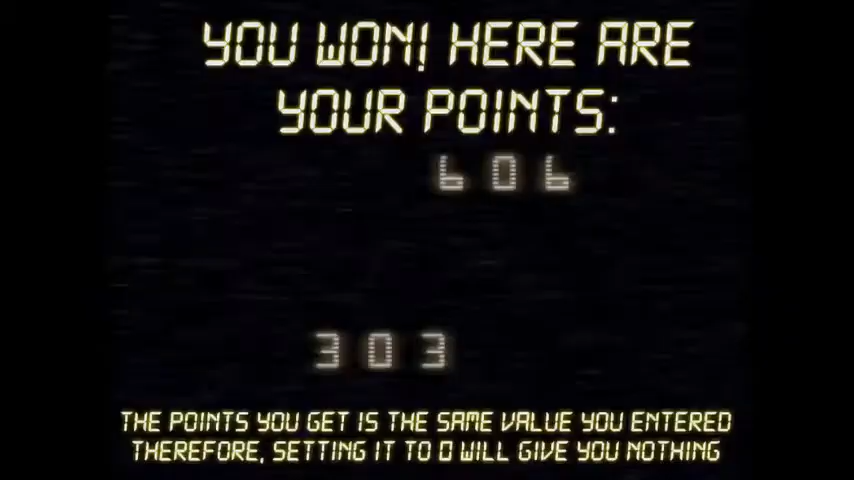 YOU WON! HERE ARE
YOUR POINTS:
606
303
THE POINTS YOU GET IS THE SAME VALUE YOU ENTERED
THEREFORE, SETTING IT TO 0 WILL GIVE YOU NOTHING